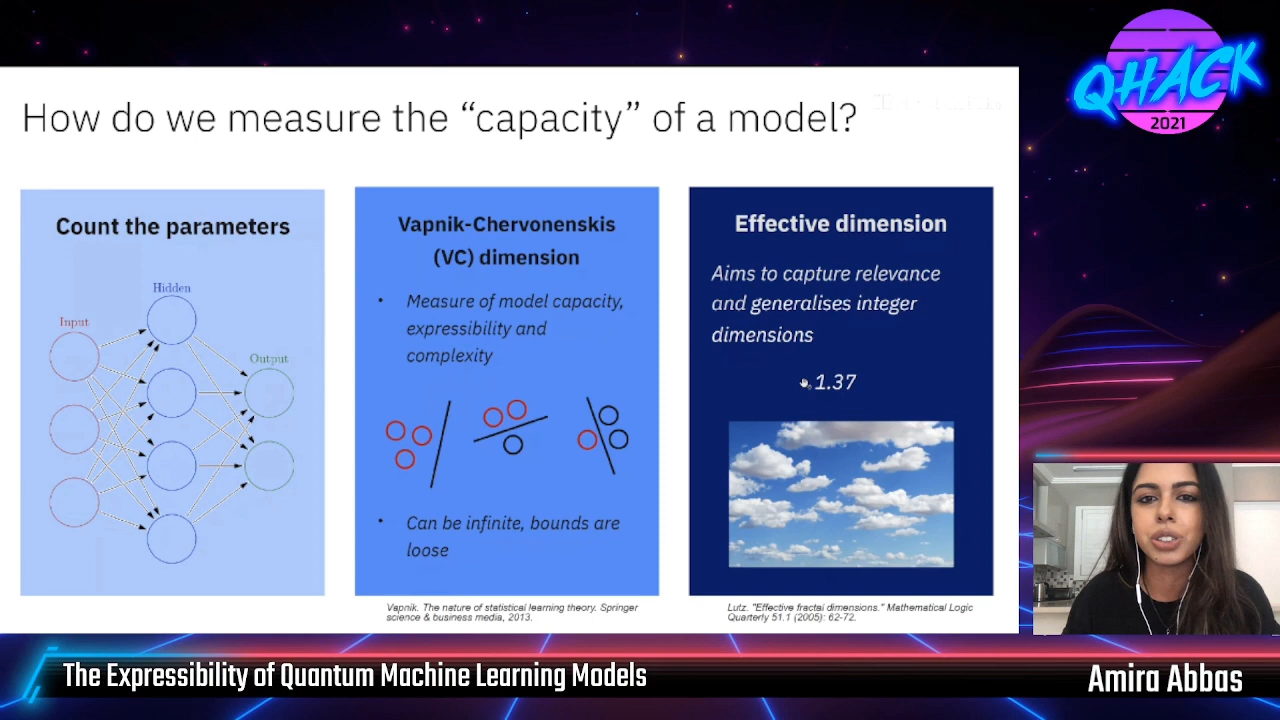 QHACK
2021
How do we measure the “capacity” of a model?
Count the parameters
Hidden
Input
Output
Vapnik-Chervonenskis
(VC) dimension
• Measure of model capacity,
expressibility and
complexity
• Can be infinite, bounds are
loose
Vapnik. The nature of statistical learning theory. Springer
science & business media, 2013.
Effective dimension
Aims to capture relevance
and generalises integer
dimensions
1.37
Lutz. "Effective fractal dimensions." Mathematical Logic
Quarterly 51.1 (2005): 62-72.
The Expressibility of Quantum Machine Learning Models
Amira Abbas